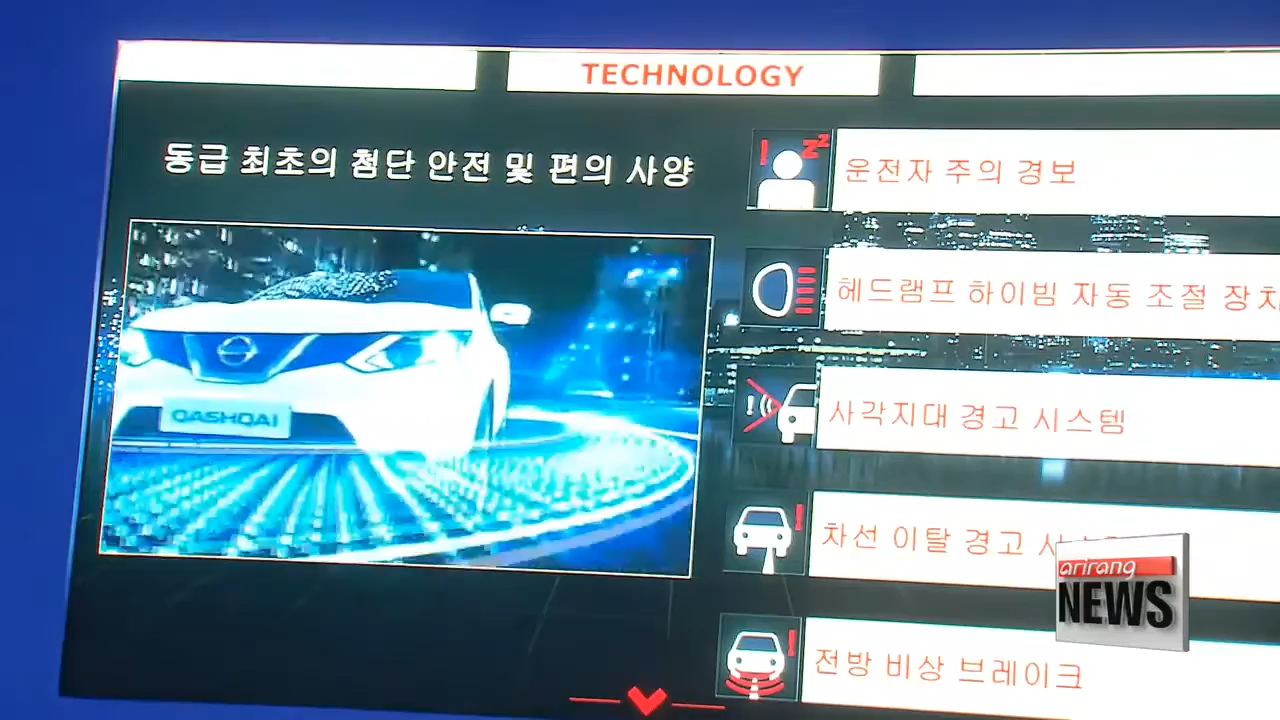 TECHNOLOGY
동급 최초의 첨단 안전 및 편의 사양
QASHQAI
운전자 주의 경보
헤드램프 하이빔 자동 조절 장치
사각지대 경고 시스템
차선 이탈 경고
전방 비상 브레이크
arirang
NEWS